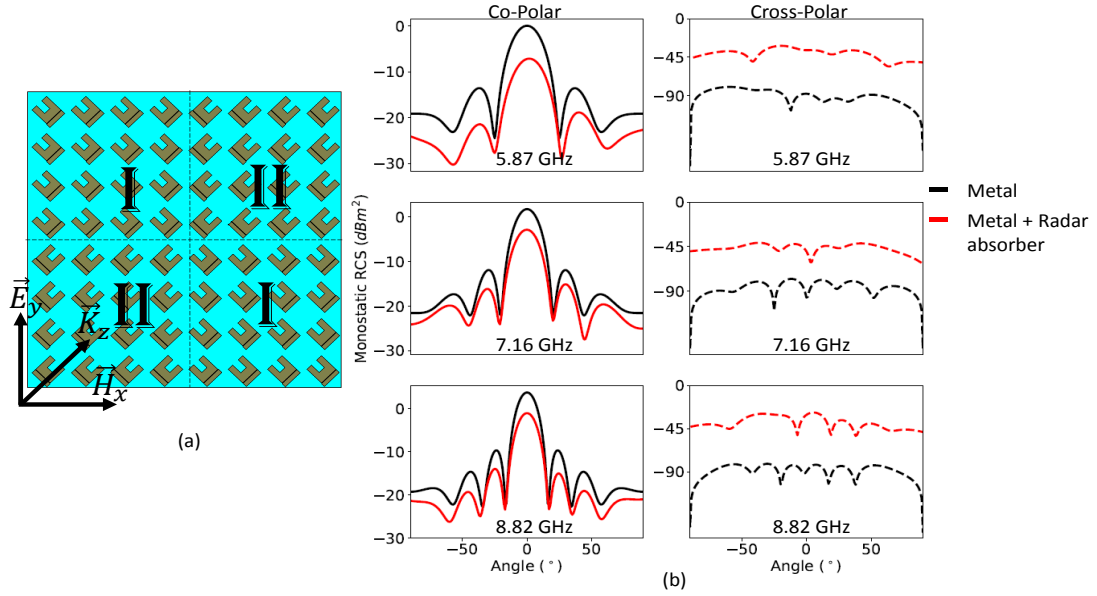 Co-Polar
Cross-Polar
I
II
II
I
E⃗y
K⃗z
H⃗x
(a)
Monostatic RCS (dBm²)
0
−10
−20
−30
5.87 GHz
0
−45
−90
5.87 GHz
0
−10
−20
−30
7.16 GHz
0
−45
−90
7.16 GHz
0
−10
−20
−30
8.82 GHz
−50
0
50
Angle (°)
0
−45
−90
8.82 GHz
−50
0
50
Angle (°)
Metal
Metal + Radar
absorber
(b)